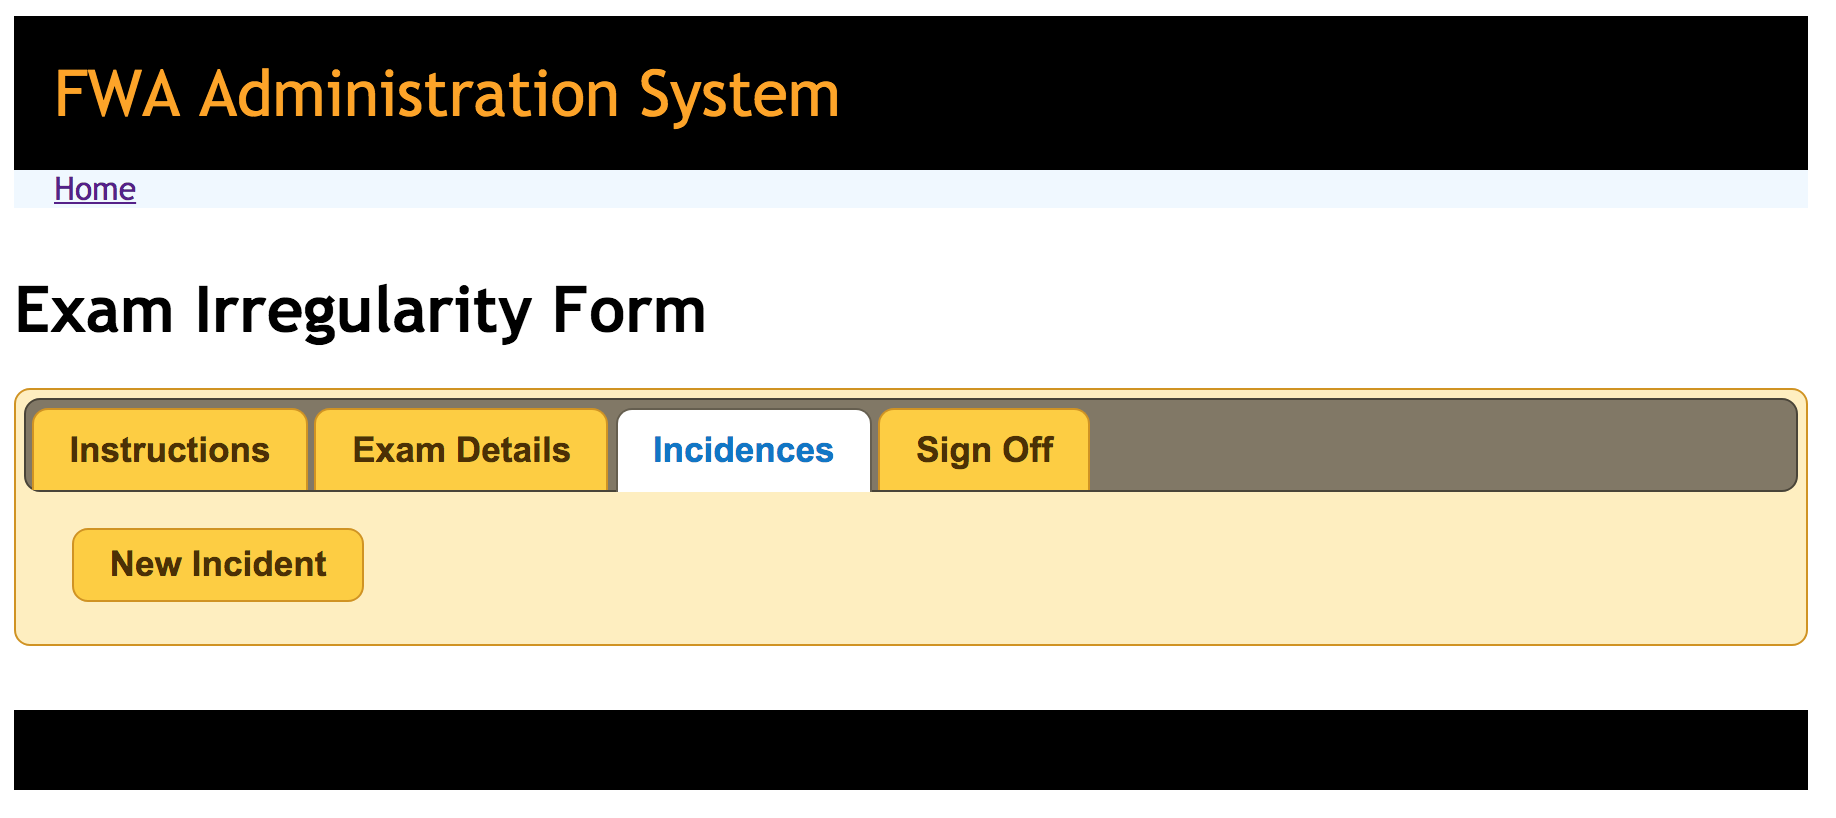 FWA Administration System
Home
Exam Irregularity Form
Instructions Exam Details Incidences Sign Off
New Incident